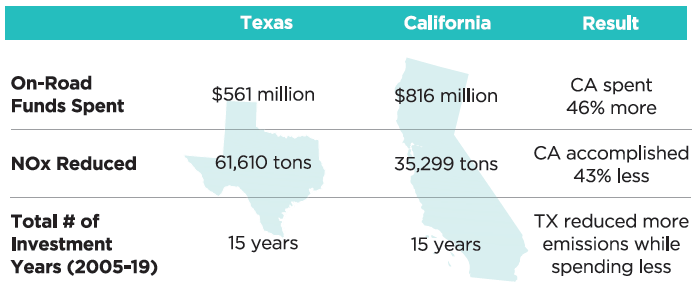 Texas California Result
On-Road
Funds Spent
$561 million
$816 million
CA spent
46% more
NOx Reduced
61,610 tons
35,299 tons
CA accomplished
43% less
Total # of
Investment
Years (2005-19)
15 years
15 years
TX reduced more
emissions while
spending less